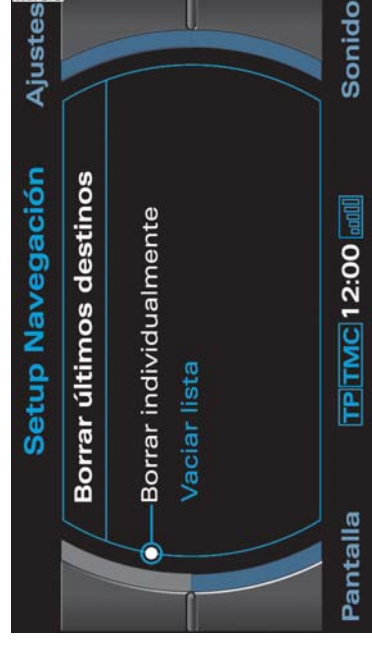 Setup Navegación
Ajustes
Borrar últimos destinos
Borrar individualmente
Vaciar lista
Pantalla
TP TMC 12:00
Sonido